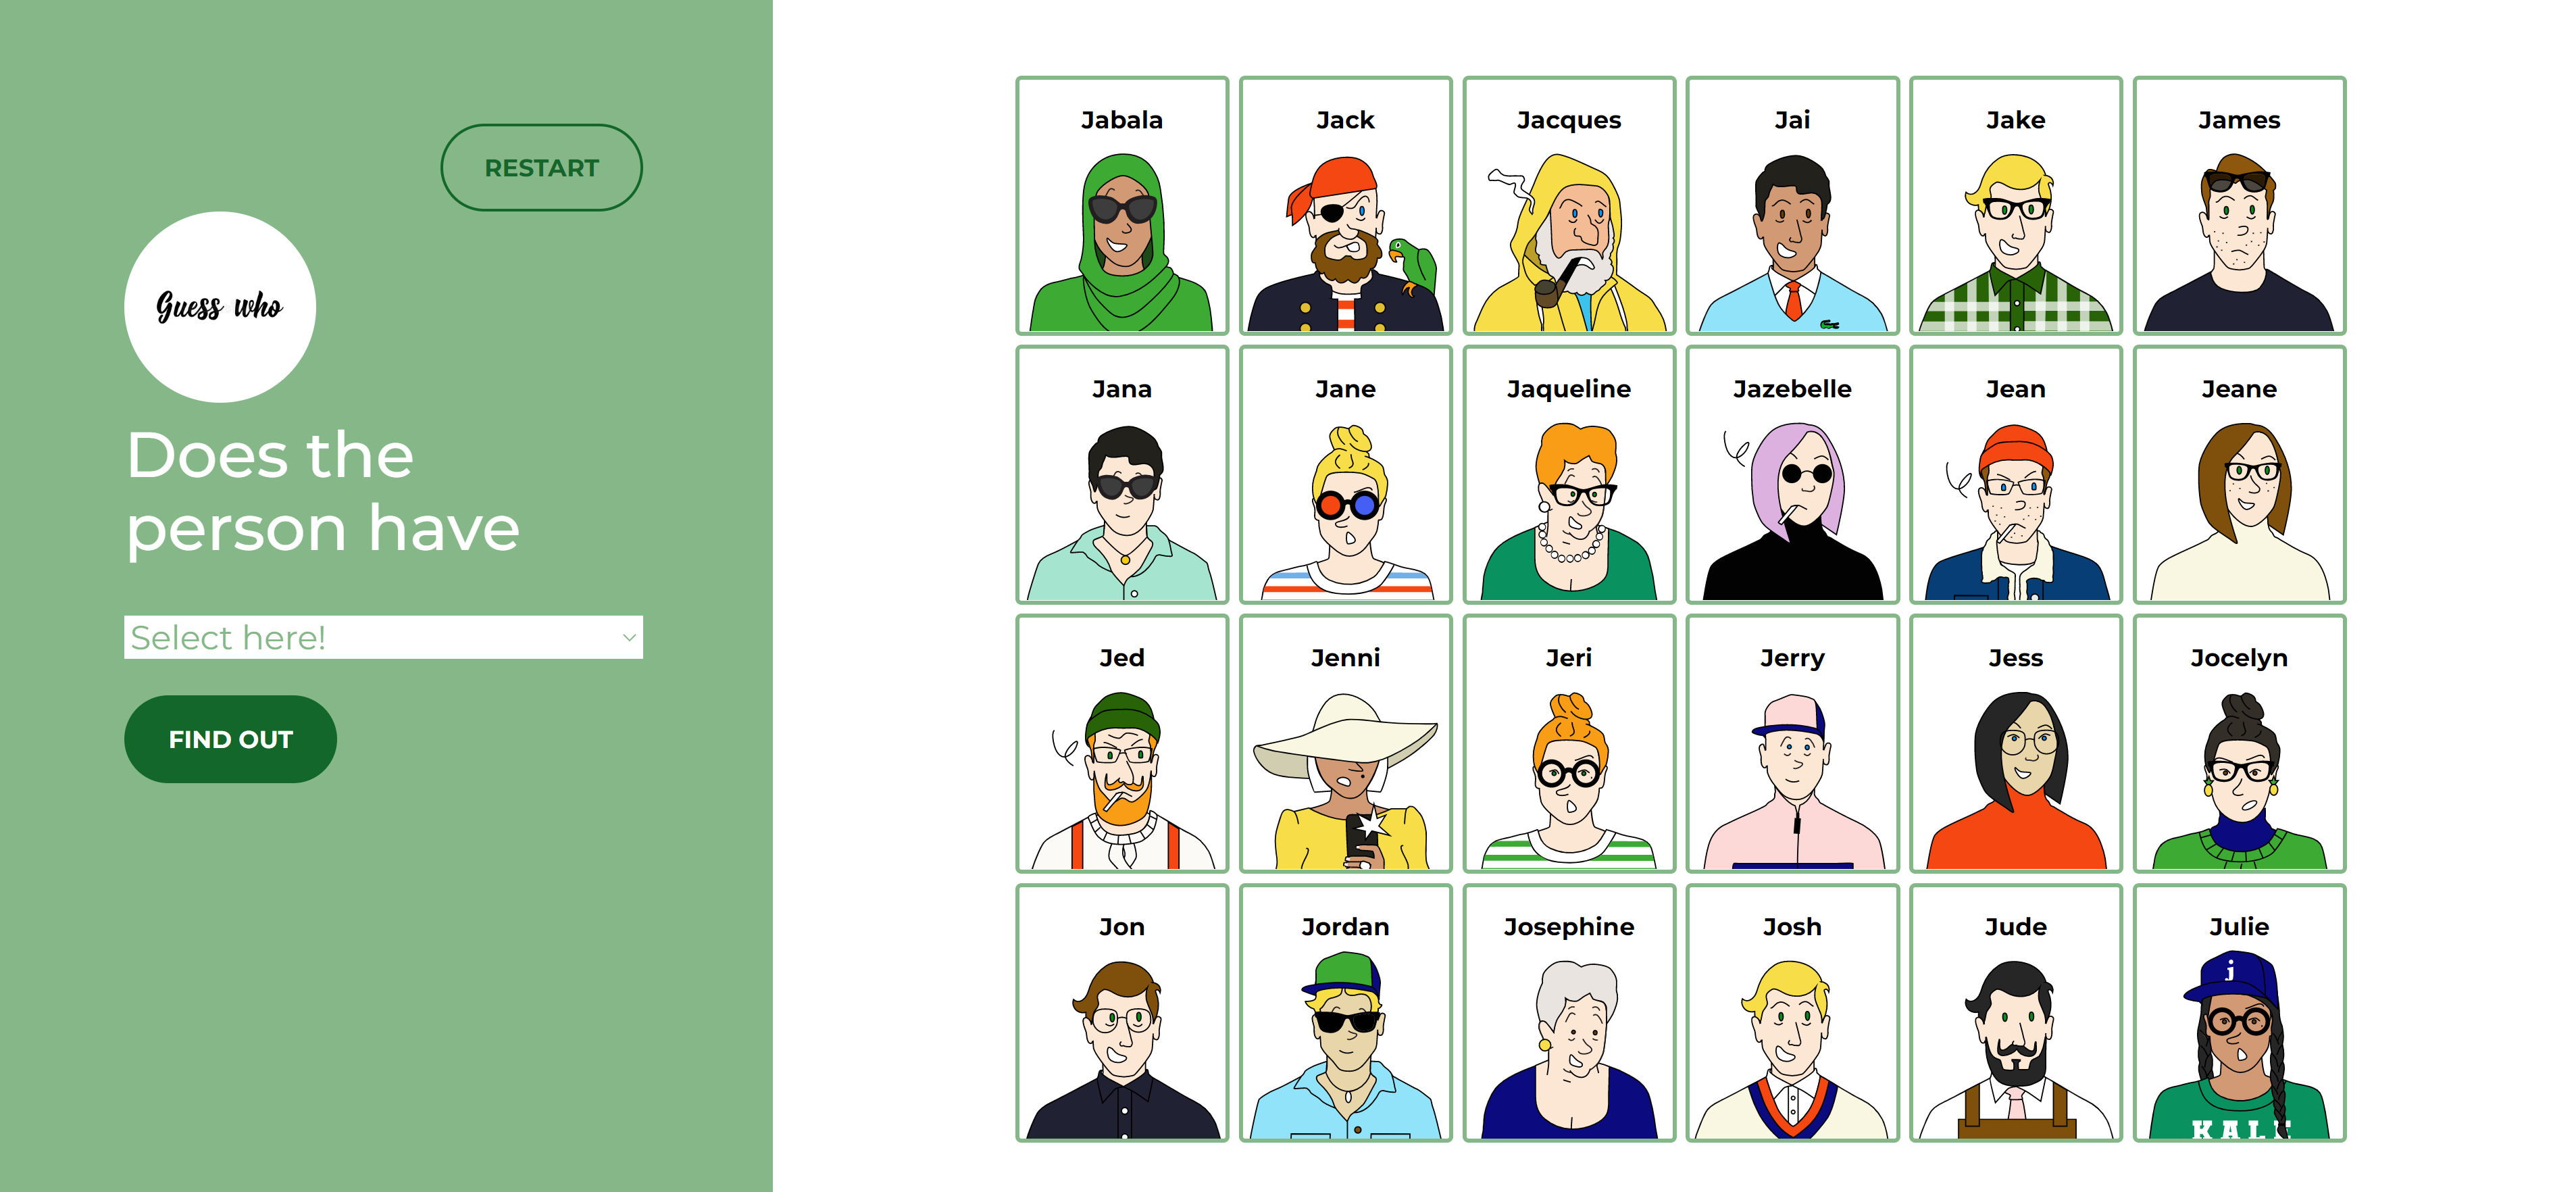 RESTART
Guess who
Does the
person have
Select here!
FIND OUT
Jabala
Jack
Jacques
Jai
Jake
James
Jana
Jane
Jaqueline
Jazebelle
Jean
Jeane
Jed
Jenni
Jeri
Jerry
Jess
Jocelyn
Jon
Jordan
Josephine
Josh
Jude
Julie
j
KALE